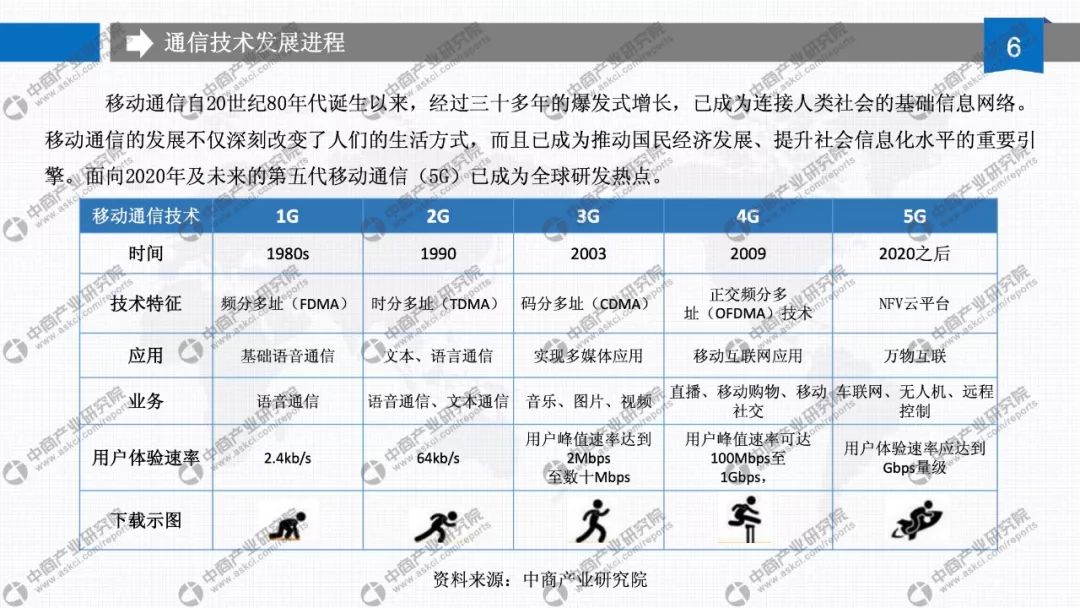 通信技术发展进程
6
移动通信自20世纪80年代诞生以来，经过三十多年的爆发式增长，已成为连接人类社会的基础信息网络。
移动通信的发展不仅深刻改变了人们的生活方式，而且已成为推动国民经济发展、提升社会信息化水平的重要引
擎。面向2020年及未来的第五代移动通信（5G）已成为全球研发热点。
移动通信技术 1G 2G 3G 4G 5G
时间 1980s 1990 2003 2009 2020之后
技术特征 频分多址（FDMA） 时分多址（TDMA） 码分多址（CDMA） 正交频分多
址（OFDMA）技术 NFV云平台
应用 基础语音通信 文本、语言通信 实现多媒体应用 移动互联网应用 万物互联
业务 语音通信 语音通信、文本通信 音乐、图片、视频 直播、移动购物、移动
社交 车联网、无人机、远程
控制
用户体验速率 2.4kb/s 64kb/s 用户峰值速率达到
2Mbps
至数十Mbps 用户峰值速率可达
100Mbps至
1Gbps， 用户体验速率应达到
Gbps量级
下载示图
资料来源：中商产业研究院
中商产业研究院
www.askci.com/reports